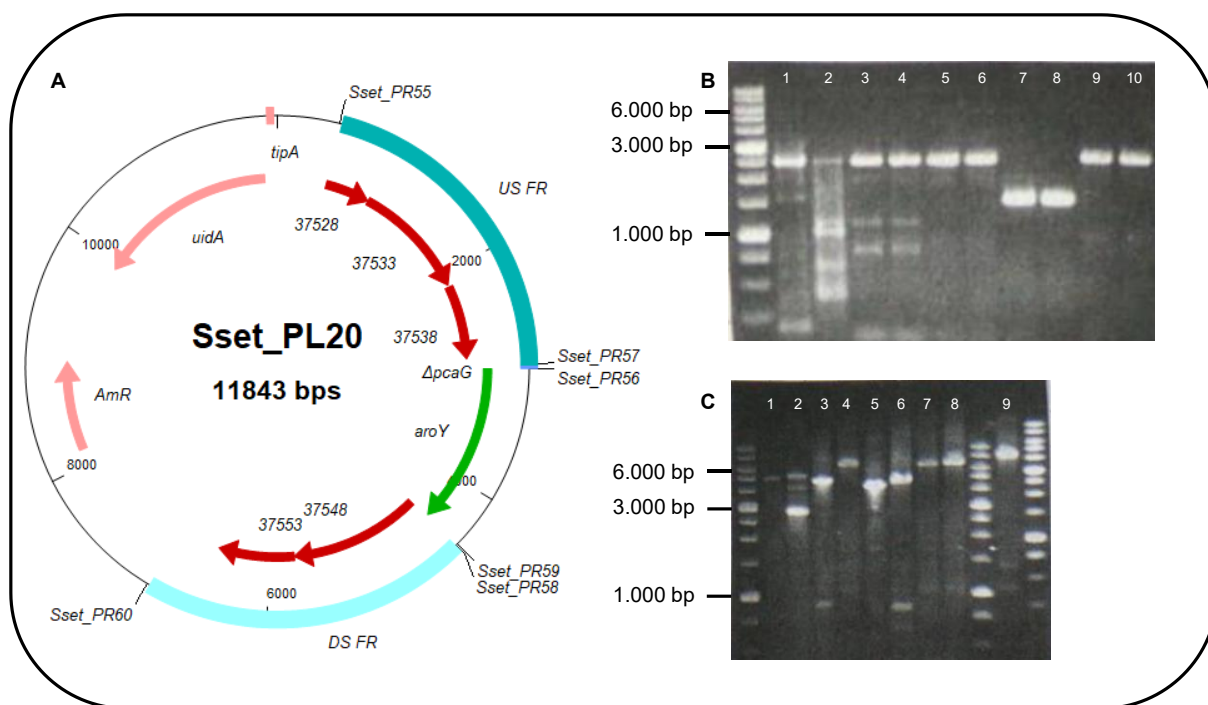 A
Sset_PR55
tipA
US FR
uidA
37528
10000
37533
2000
Sset_PL20
11843 bps
37538
Sset_PR57
Sset_PR56
ΔpcaG
AmR
aroY
8000
37548
37553
Sset_PR59
Sset_PR58
6000
Sset_PR60
DS FR
B
1 2 3 4 5 6 7 8 9 10
6.000 bp
3.000 bp
1.000 bp
C
1 2 3 4 5 6 7 8 9
6.000 bp
3.000 bp
1.000 bp